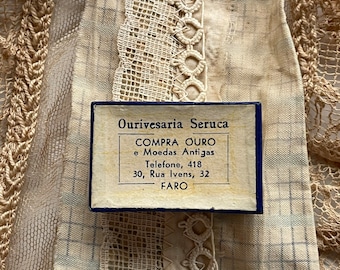 Ourivesaria Seruca
COMPRA OURO
e Moedas Antigas
Telefone, 418
30, Rua Ivens, 32
FARO